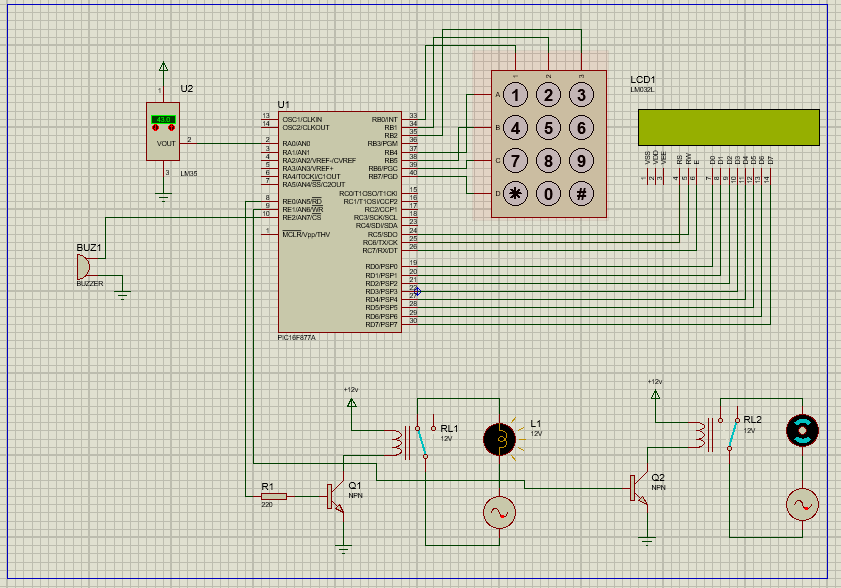 U2
1
43.0
VOUT
2
3
LM35
U1
13
OSC1/CLKIN
14
OSC2/CLKOUT
2
RA0/AN0
3
RA1/AN1
4
RA2/AN2/VREF-/CVREF
5
RA3/AN3/VREF+
6
RA4/T0CKI/C1OUT
7
RA5/AN4/SS/C2OUT
8
RE0/AN5/RD
9
RE1/AN6/WR
10
RE2/AN7/CS
1
MCLR/Vpp/THV
RB0/INT
33
RB1
34
RB2
35
RB3/PGM
36
RB4
37
RB5
38
RB6/PGC
39
RB7/PGD
40
RC0/T1OSO/T1CKI
15
RC1/T1OSI/CCP2
16
RC2/CCP1
17
RC3/SCK/SCL
18
RC4/SDI/SDA
23
RC5/SDO
24
RC6/TX/CK
25
RC7/RX/DT
26
RD0/PSP0
19
RD1/PSP1
20
RD2/PSP2
21
RD3/PSP3
22
RD4/PSP4
27
RD5/PSP5
28
RD6/PSP6
29
RD7/PSP7
30
PIC16F877A
1 2 3
A 1 2 3
B 4 5 6
C 7 8 9
D * 0 #
LCD1
LM032L
VSS VDD VEE RS RW E D0 D1 D2 D3 D4 D5 D6 D7
1 2 3 4 5 6 7 8 9 10 11 12 13 14
BUZ1
BUZZER
+12v
RL1
12V
L1
12V
R1
220
Q1
NPN
+12v
RL2
12V
Q2
NPN